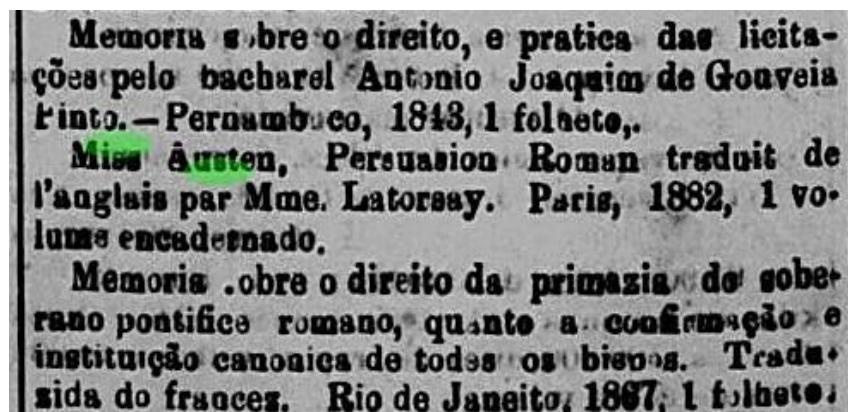 Memoria sobre o direito, e pratica das licita-
ções pelo bacharel Antonio Joaquim de Gouveia
Pinto.—Pernambuco, 1843, 1 folheto,.
Miss Austen, Persuasion Roman traduit de
l'anglais par Mme. Latorsay. Paris, 1882, 1 vo-
lume encadernado.
Memoria sobre o direito da primazia do sobe-
rano pontifice romano, quanto a confirmação e
instituição canonica de todos os bispos. Tradu-
sida do francez. Rio de Janeito, 1867, 1 folheto.